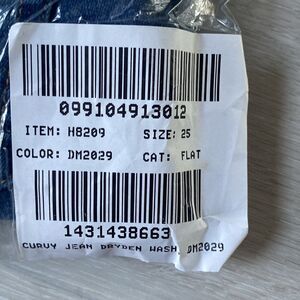 099104913012
ITEM: H8209 SIZE: 25
COLOR: DM2029 CAT: FLAT
1431438663
CURVY JEAN DRYDEN WASH DM2029